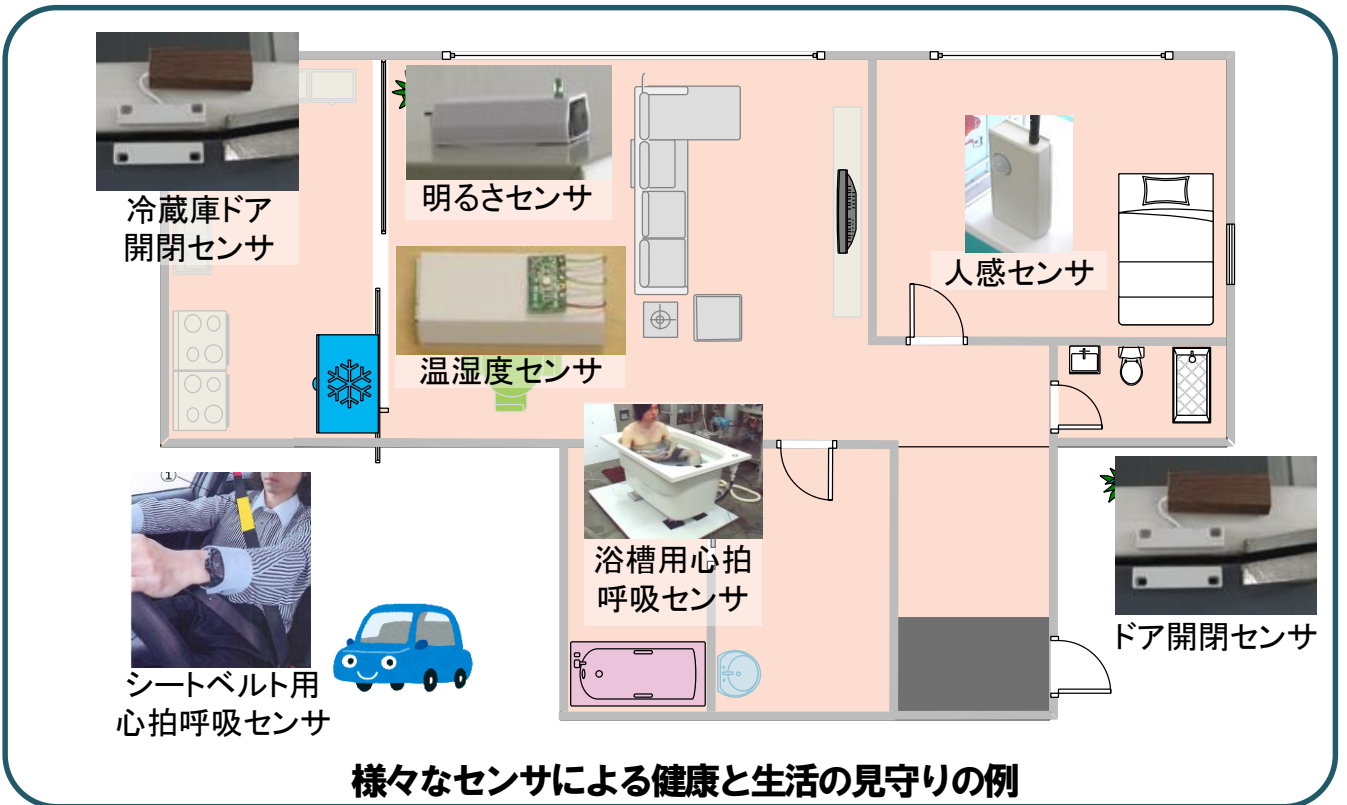 冷蔵庫ドア
開閉センサ
明るさセンサ
温湿度センサ
人感センサ
浴槽用心拍
呼吸センサ
①
シートベルト用
心拍呼吸センサ
ドア開閉センサ
様々なセンサによる健康と生活の見守りの例